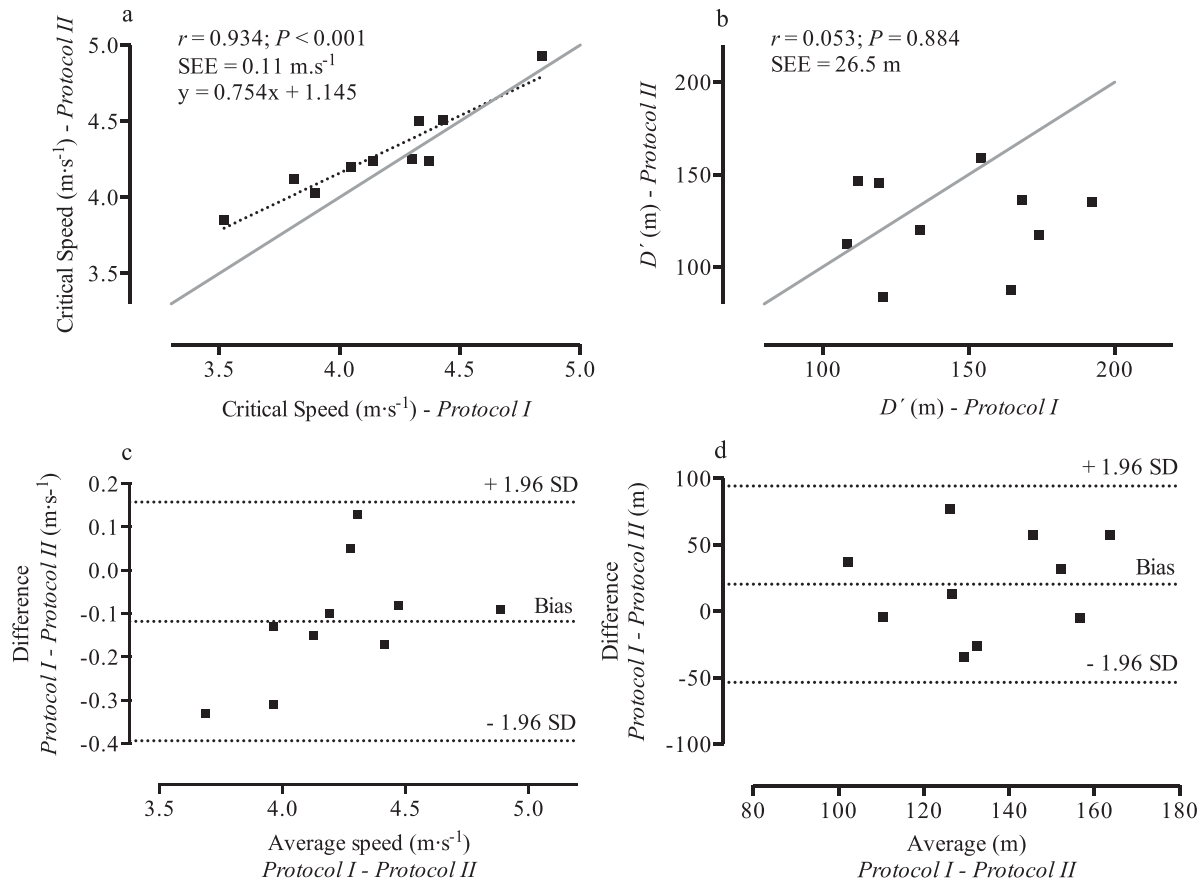 a
r = 0.934; P < 0.001
SEE = 0.11 m.s-1
y = 0.754x + 1.145
Critical Speed (m·s-1) - Protocol II
5.0
4.5
4.0
3.5
3.5 4.0 4.5 5.0
Critical Speed (m·s-1) - Protocol I
b
r = 0.053; P = 0.884
SEE = 26.5 m
D´ (m) - Protocol II
200
150
100
100 150 200
D´ (m) - Protocol I
c
Difference
Protocol I - Protocol II (m·s-1)
0.2
0.1
0.0
-0.1
-0.2
-0.3
-0.4
+ 1.96 SD
Bias
- 1.96 SD
3.5 4.0 4.5 5.0
Average speed (m·s-1)
Protocol I - Protocol II
d
Difference
Protocol I - Protocol II (m)
100
50
0
-50
-100
+ 1.96 SD
Bias
- 1.96 SD
80 100 120 140 160 180
Average (m)
Protocol I - Protocol II